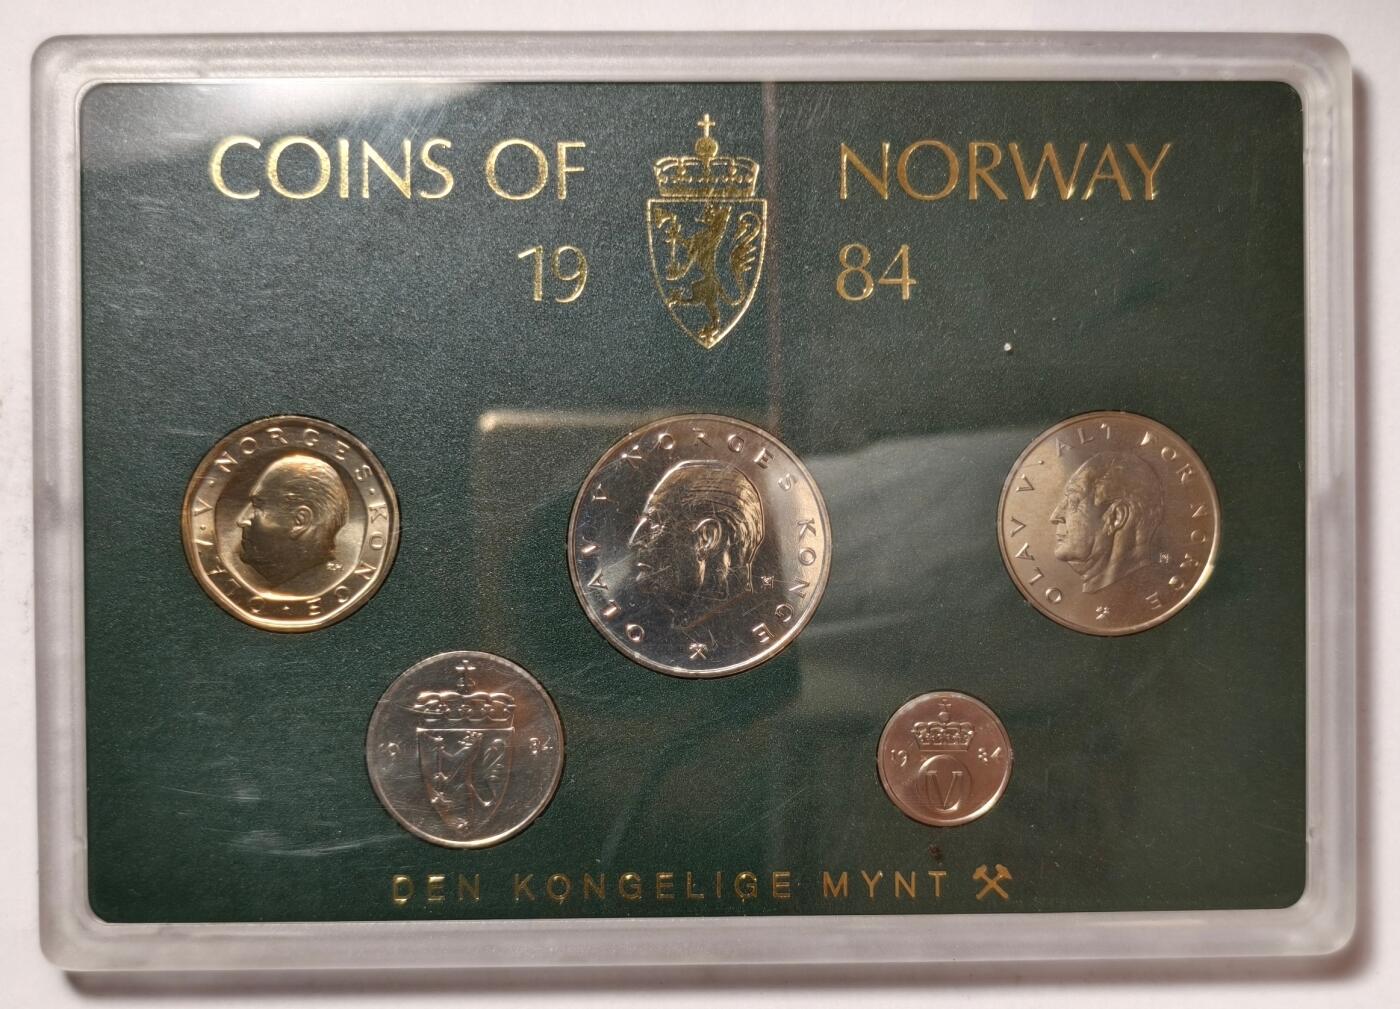 COINS OF NORWAY
19 84
OLAV·V·NORGES·KONGE·
OLAV V NORGES KONGE
OLAV V·ALT FOR NORGE
19 84
19 84
V
DEN KONGELIGE MYNT